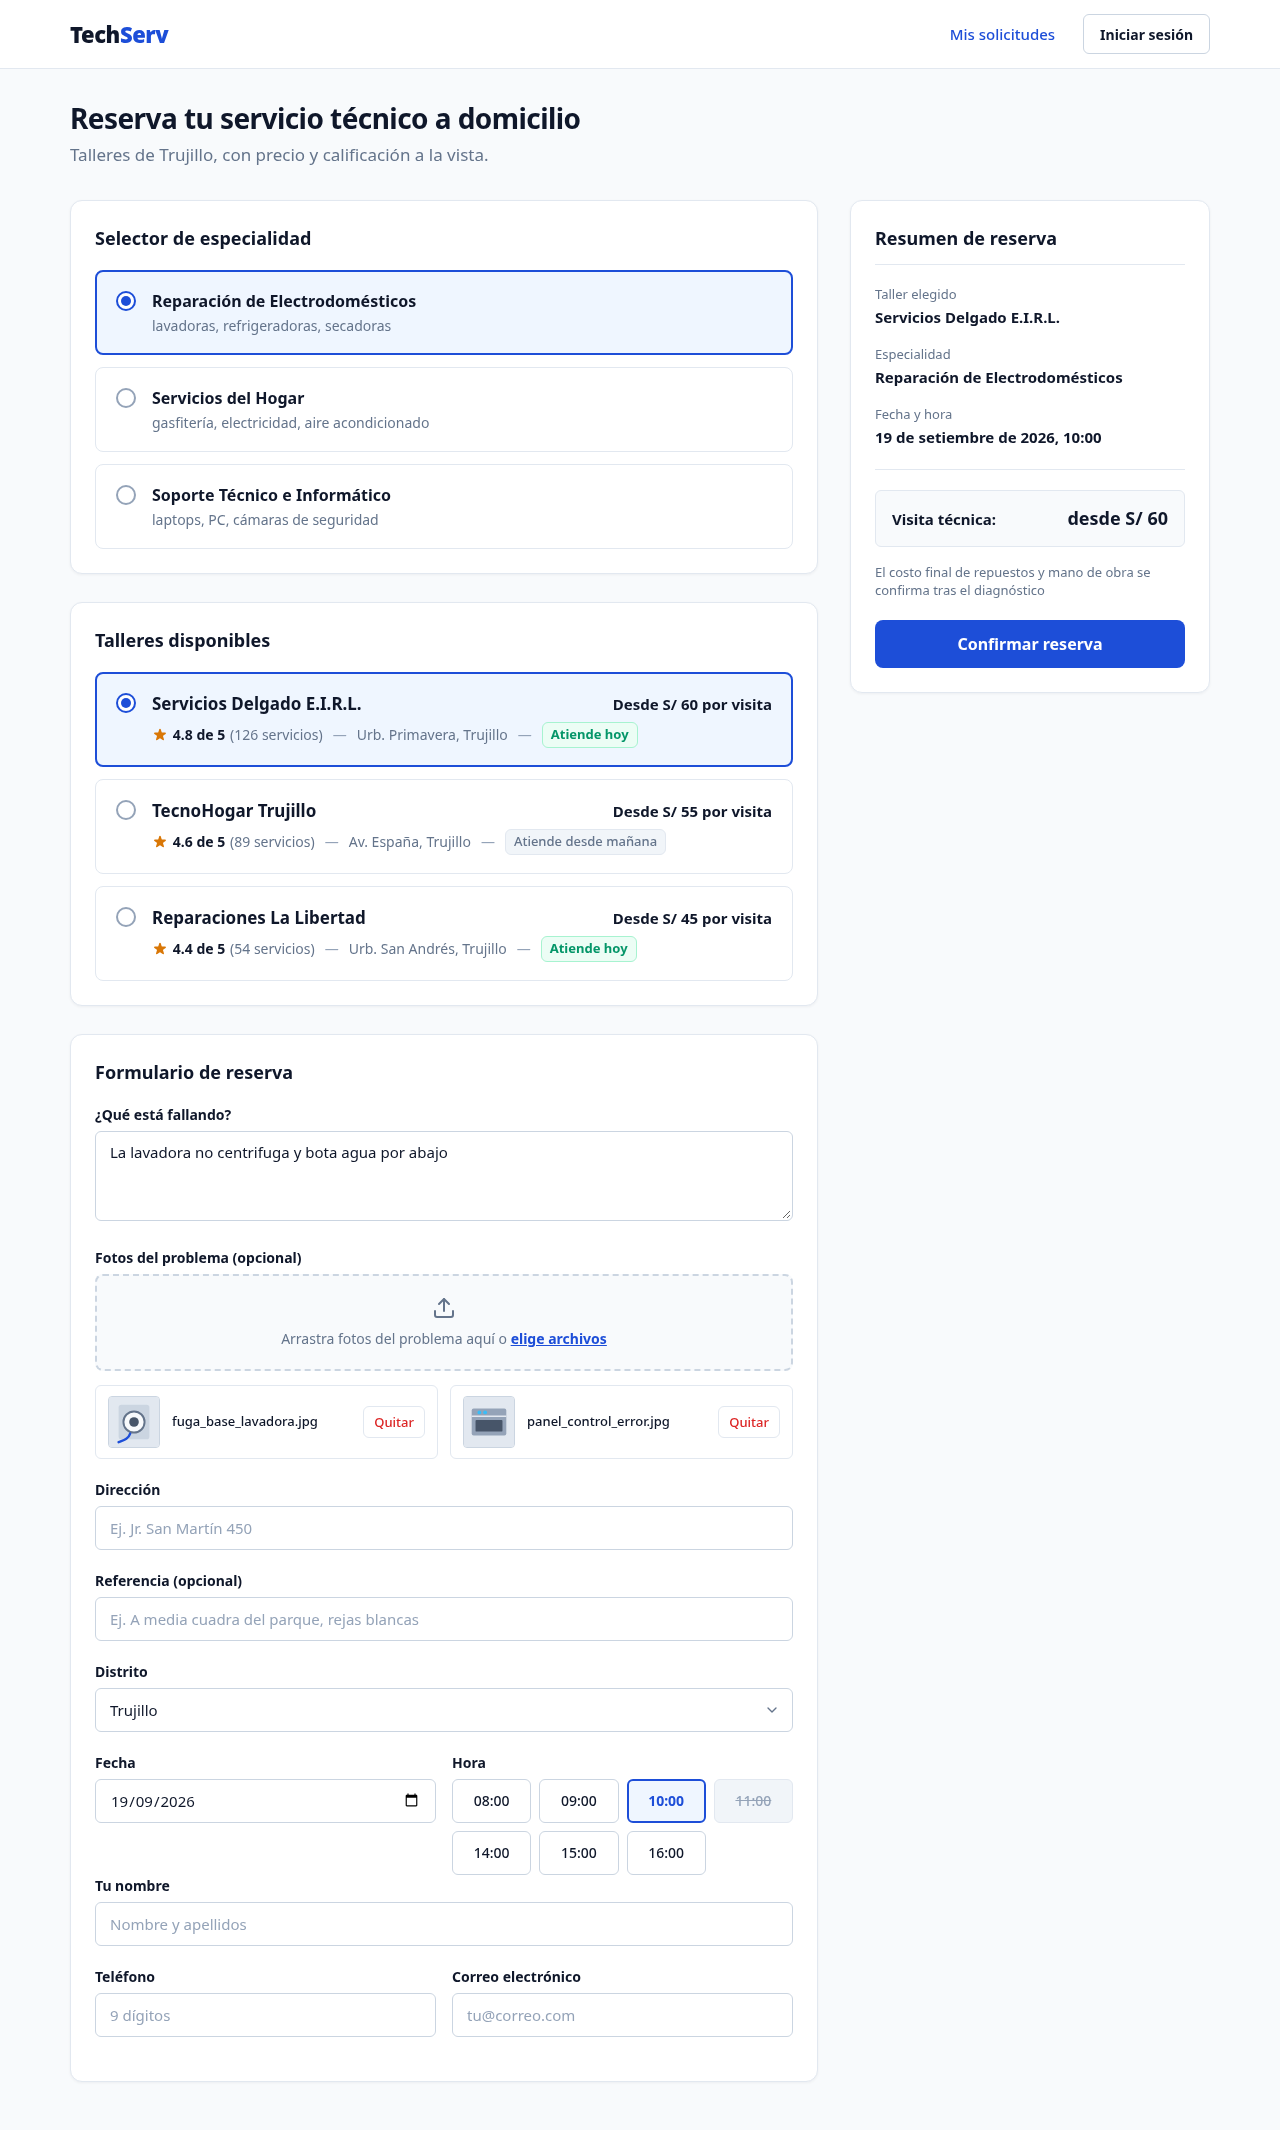 TechServ
Mis solicitudes
Iniciar sesión
Reserva tu servicio técnico a domicilio
Talleres de Trujillo, con precio y calificación a la vista.
Selector de especialidad
Reparación de Electrodomésticos
lavadoras, refrigeradoras, secadoras
Servicios del Hogar
gasfitería, electricidad, aire acondicionado
Soporte Técnico e Informático
laptops, PC, cámaras de seguridad
Talleres disponibles
Servicios Delgado E.I.R.L.
Desde S/ 60 por visita
4.8 de 5 (126 servicios) — Urb. Primavera, Trujillo — Atiende hoy
TecnoHogar Trujillo
Desde S/ 55 por visita
4.6 de 5 (89 servicios) — Av. España, Trujillo — Atiende desde mañana
Reparaciones La Libertad
Desde S/ 45 por visita
4.4 de 5 (54 servicios) — Urb. San Andrés, Trujillo — Atiende hoy
Formulario de reserva
¿Qué está fallando?
La lavadora no centrifuga y bota agua por abajo
Fotos del problema (opcional)
Arrastra fotos del problema aquí o elige archivos
fuga_base_lavadora.jpg
Quitar
panel_control_error.jpg
Quitar
Dirección
Ej. Jr. San Martín 450
Referencia (opcional)
Ej. A media cuadra del parque, rejas blancas
Distrito
Trujillo
Fecha
19/09/2026
Hora
08:00
09:00
10:00
11:00
14:00
15:00
16:00
Tu nombre
Nombre y apellidos
Teléfono
9 dígitos
Correo electrónico
tu@correo.com
Resumen de reserva
Taller elegido
Servicios Delgado E.I.R.L.
Especialidad
Reparación de Electrodomésticos
Fecha y hora
19 de setiembre de 2026, 10:00
Visita técnica:
desde S/ 60
El costo final de repuestos y mano de obra se
confirma tras el diagnóstico
Confirmar reserva